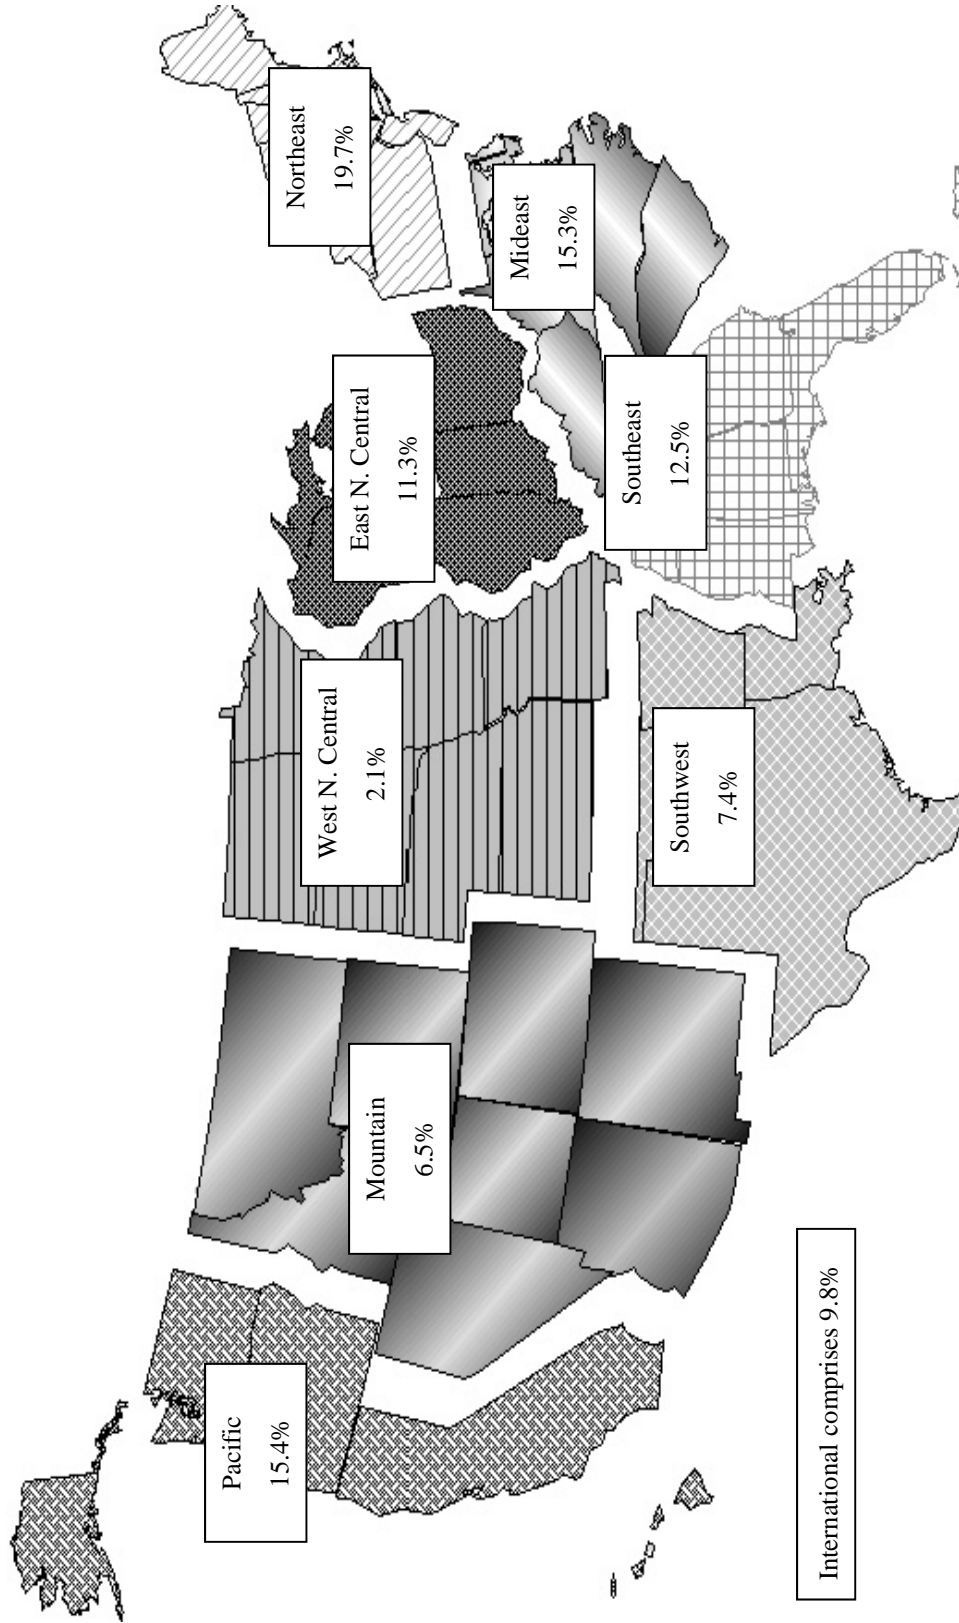 Pacific
15.4%
Mountain
6.5%
West N. Central
2.1%
East N. Central
11.3%
Northeast
19.7%
Mideast
15.3%
Southeast
12.5%
Southwest
7.4%
International comprises 9.8%